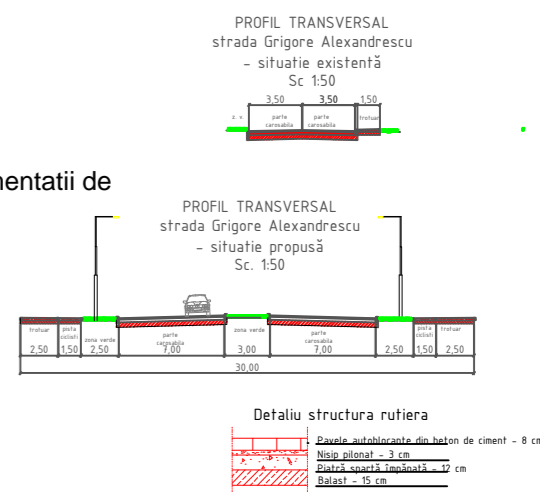 PROFIL TRANSVERSAL
strada Grigore Alexandrescu
- situatie existentă
Sc 1:50
3,50 3,50 1,50
z. v. parte carosabila parte carosabila trotuar
nentatii de
PROFIL TRANSVERSAL
strada Grigore Alexandrescu
- situatie propusă
Sc. 1:50
trotuar pista ciclisti zona verde parte carosabila zona verde parte carosabila pista ciclisti trotuar
2,50 1,50 2,50 7,00 3,00 7,00 2,50 1,50 2,50
30,00
Detaliu structura rutiera
Pavele autoblocante din beton de ciment - 8 cm
Nisip pilonat - 3 cm
Piatră spartă împănată - 12 cm
Balast - 15 cm